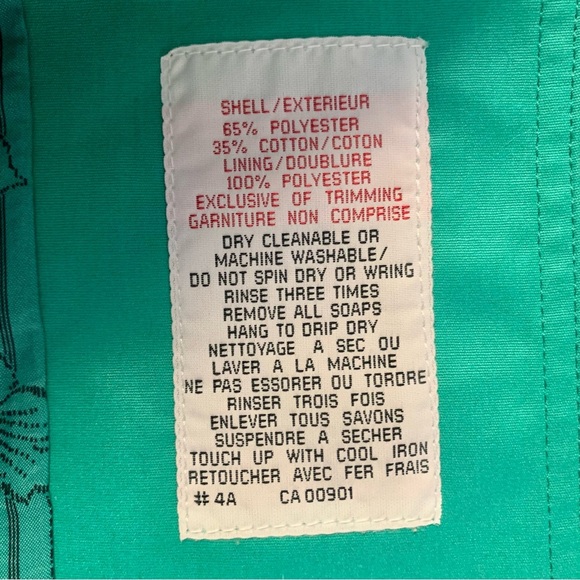 SHELL/EXTERIEUR
65% POLYESTER
35% COTTON/COTON
LINING/DOUBLURE
100% POLYESTER
EXCLUSIVE OF TRIMMING
GARNITURE NON COMPRISE
DRY CLEANABLE OR
MACHINE WASHABLE/
DO NOT SPIN DRY OR WRING
RINSE THREE TIMES
REMOVE ALL SOAPS
HANG TO DRIP DRY
NETTOYAGE A SEC OU
LAVER A LA MACHINE
NE PAS ESSORER OU TORDRE
RINSER TROIS FOIS
ENLEVER TOUS SAVONS
SUSPENDRE A SECHER
TOUCH UP WITH COOL IRON
RETOUCHER AVEC FER FRAIS
# 4A CA 00901